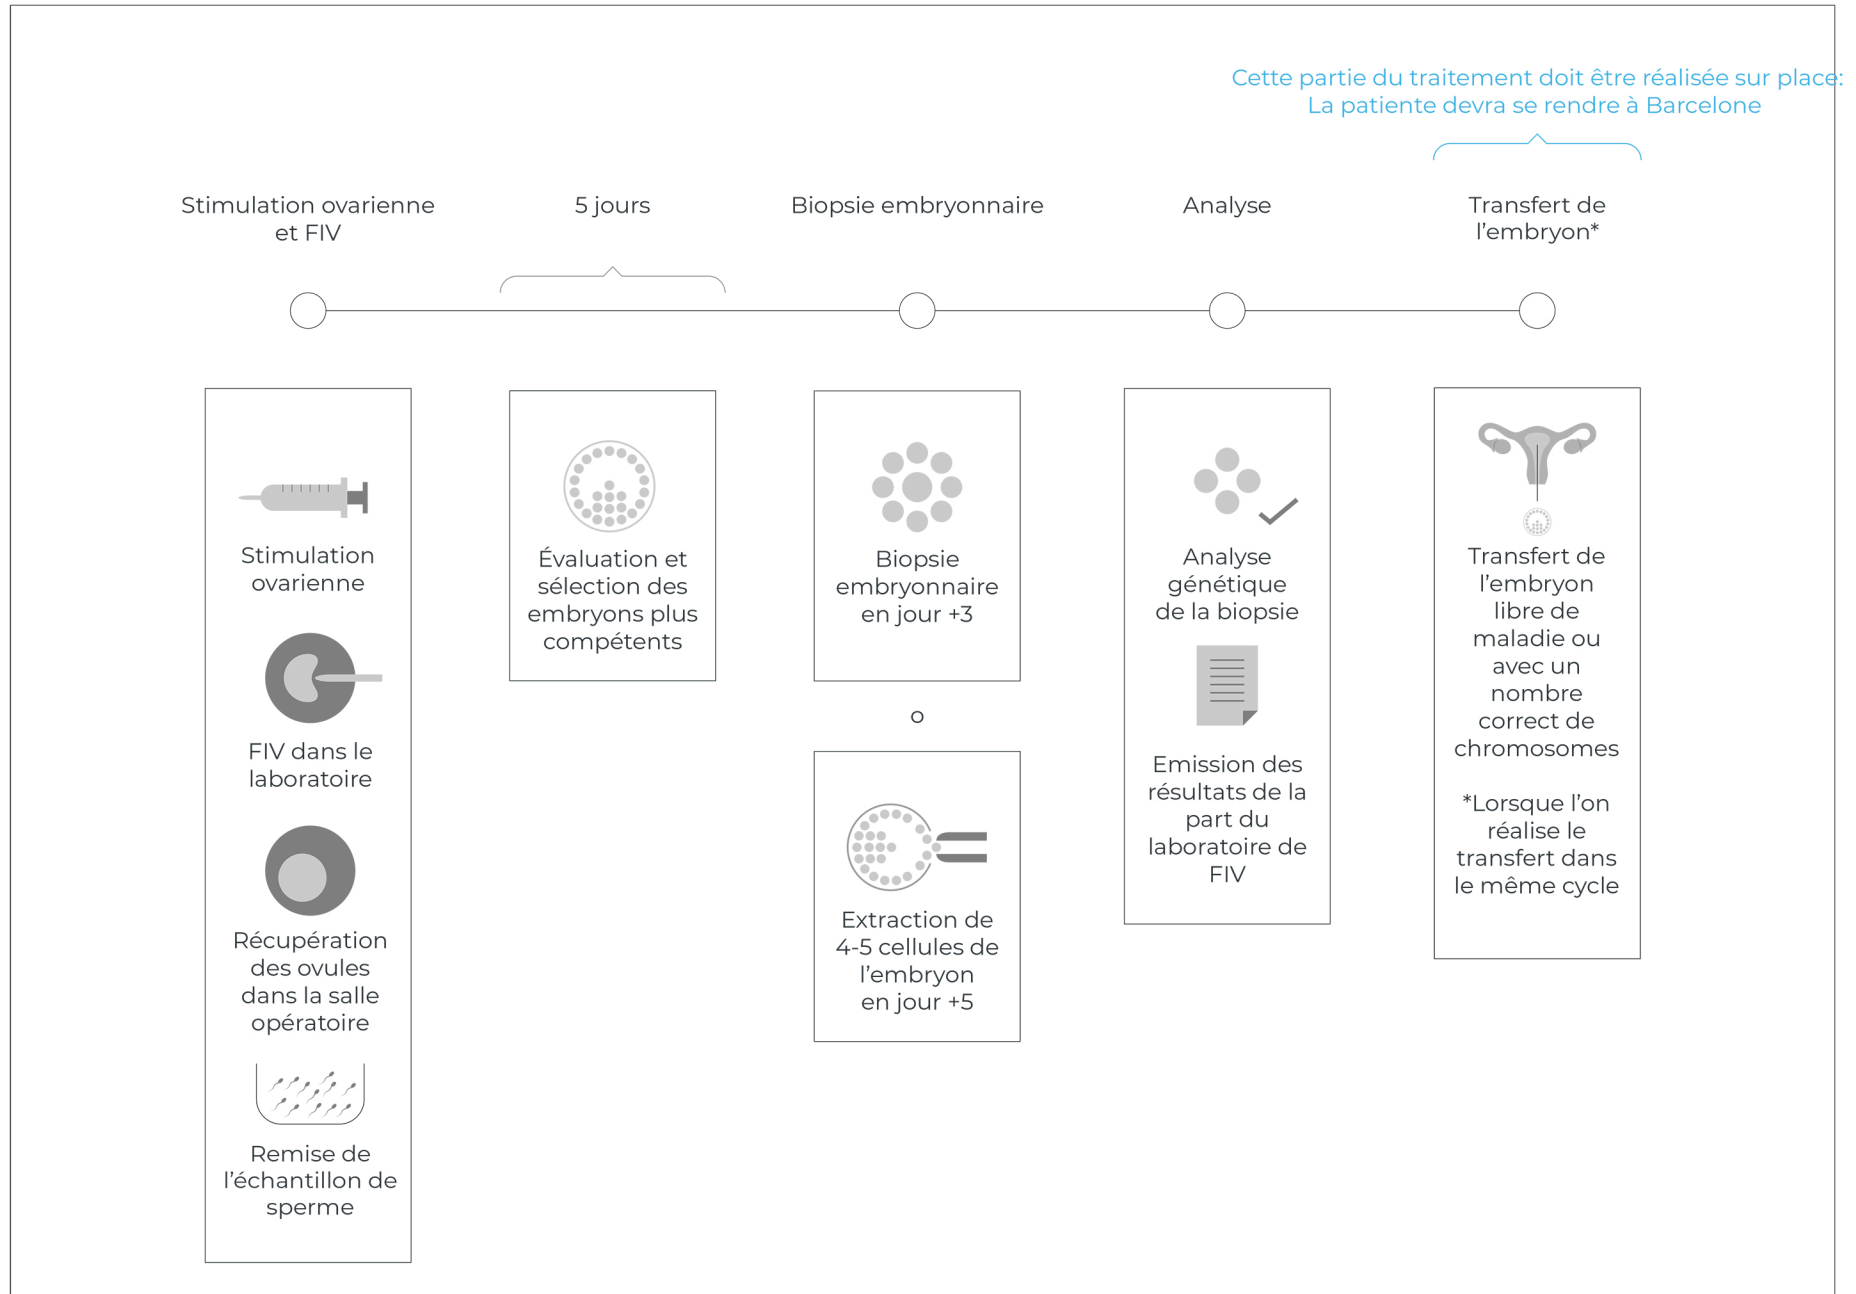 Cette partie du traitement doit être réalisée sur place:
La patiente devra se rendre à Barcelone
Stimulation ovarienne
et FIV
5 jours
Biopsie embryonnaire
Analyse
Transfert de
l'embryon*
Stimulation
ovarienne
FIV dans le
laboratoire
Récupération
des ovules
dans la salle
opératoire
Remise de
l'échantillon de
sperme
Évaluation et
sélection des
embryons plus
compétents
Biopsie
embryonnaire
en jour +3
o
Extraction de
4-5 cellules de
l'embryon
en jour +5
Analyse
génétique
de la biopsie
Emission des
résultats de la
part du
laboratoire de
FIV
Transfert de
l'embryon
libre de
maladie ou
avec un
nombre
correct de
chromosomes
*Lorsque l'on
réalise le
transfert dans
le même cycle